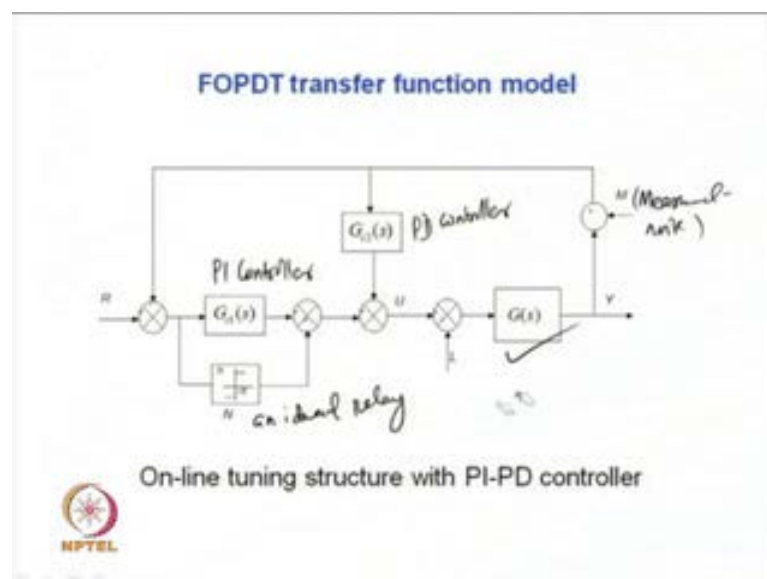 FOPDT transfer function model
M (Measurement
noise)
G_c2(s) PD Controller
PI Controller
R G_c1(s) U G(s) Y
L
N an ideal relay
On-line tuning structure with PI-PD controller
NPTEL